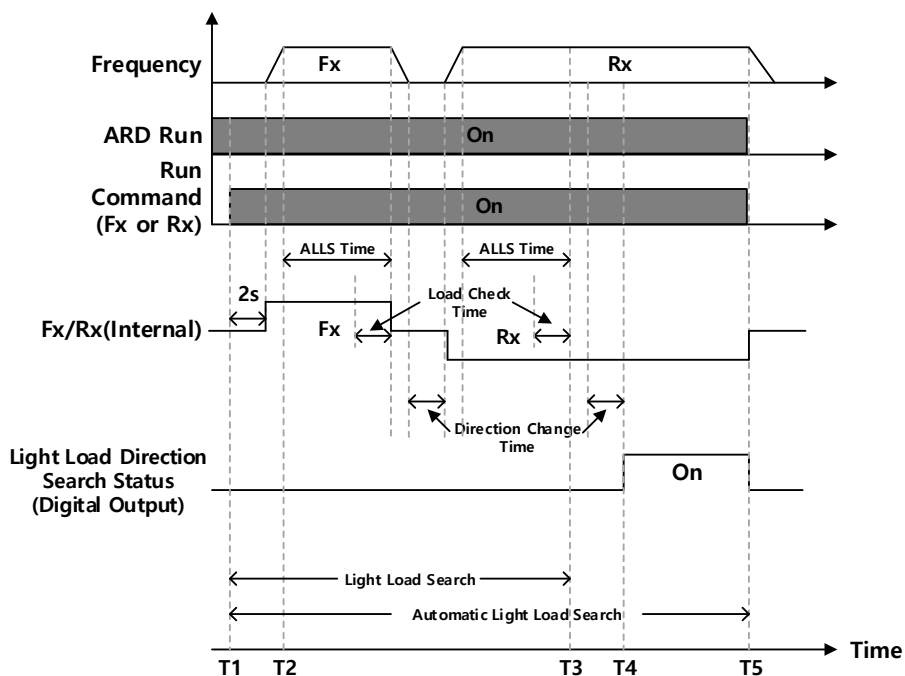 Frequency
Fx
Rx
ARD Run
On
Run
Command
(Fx or Rx)
On
ALLS Time
ALLS Time
2s
Load Check
Time
Fx/Rx(Internal)
Fx
Rx
Direction Change
Time
Light Load Direction
Search Status
(Digital Output)
On
Light Load Search
Automatic Light Load Search
Time
T1
T2
T3
T4
T5